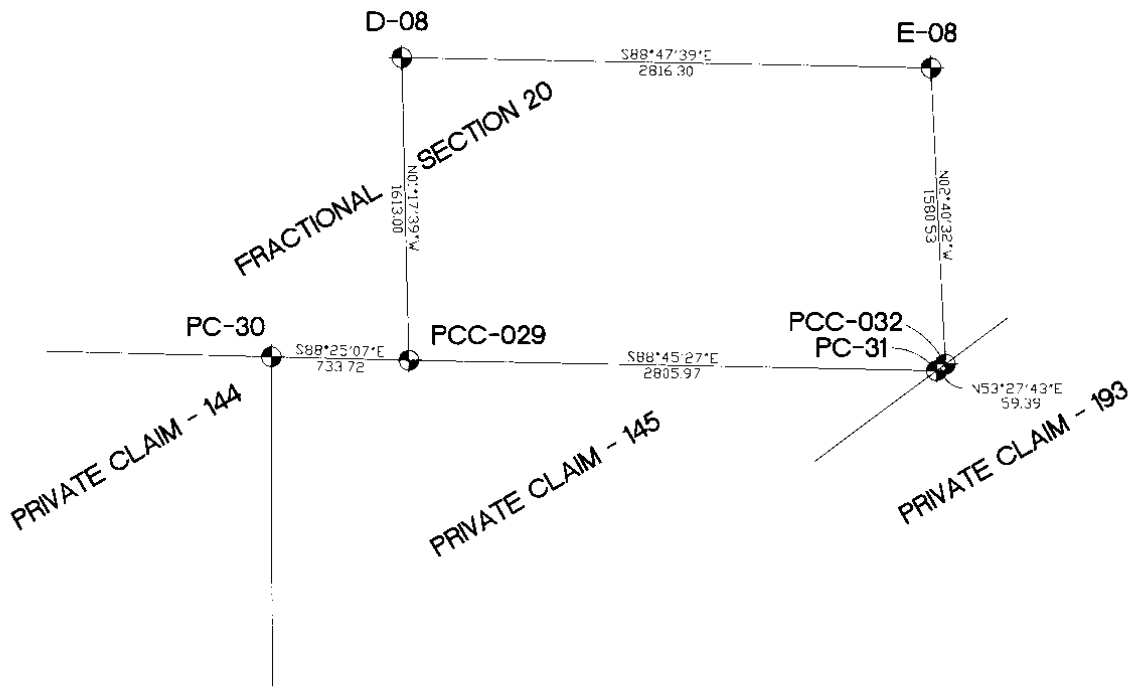 D-08
E-08
S88°47'39"E
2816.30
FRACTIONAL SECTION 20
N01°17'39"W
1613.00
N02°40'32"W
1580.53
PC-30
PCC-029
PCC-032
PC-31
S88°25'07"E
733.72
S88°45'27"E
2805.97
N53°27'43"E
59.39
PRIVATE CLAIM - 144
PRIVATE CLAIM - 145
PRIVATE CLAIM - 193